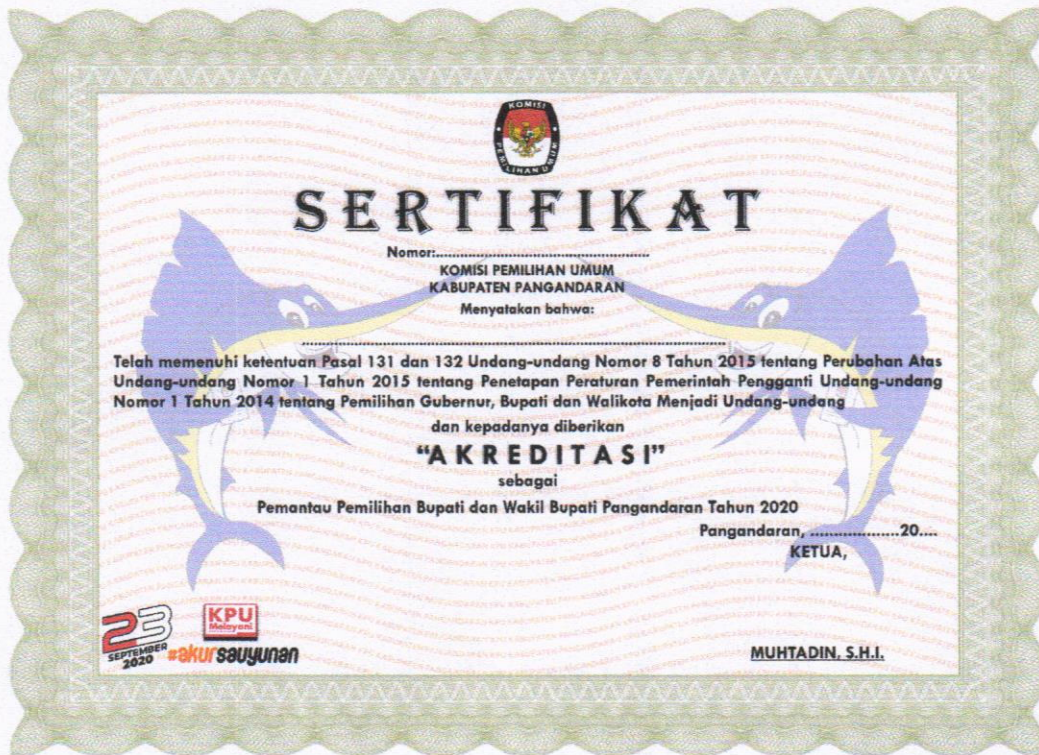 KOMISI
PEMILIHAN UMUM
SERTIFIKAT
Nomor:......................................................
KOMISI PEMILIHAN UMUM
KABUPATEN PANGANDARAN
Menyatakan bahwa:
..........................................................................................................
Telah memenuhi ketentuan Pasal 131 dan 132 Undang-undang Nomor 8 Tahun 2015 tentang Perubahan Atas
Undang-undang Nomor 1 Tahun 2015 tentang Penetapan Peraturan Pemerintah Pengganti Undang-undang
Nomor 1 Tahun 2014 tentang Pemilihan Gubernur, Bupati dan Walikota Menjadi Undang-undang
dan kepadanya diberikan
“AKREDITASI”
sebagai
Pemantau Pemilihan Bupati dan Wakil Bupati Pangandaran Tahun 2020
Pangandaran, ...................20....
KETUA,
23
SEPTEMBER
2020
KPU
Melayani
#akursauyunan
MUHTADIN, S.H.I.